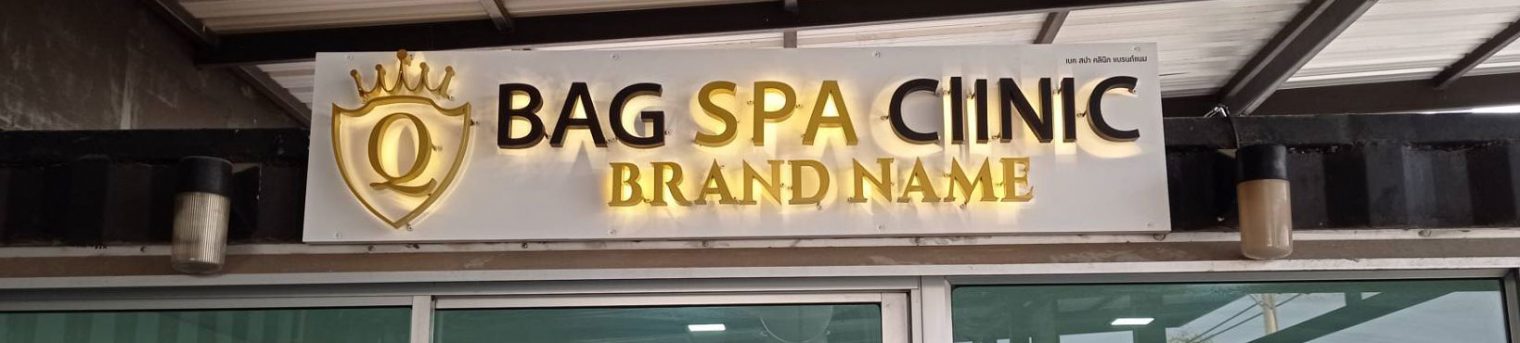 เบค สปา คลินิก แบรนด์เนม
Q
BAG SPA CIINIC
BRAND NAME